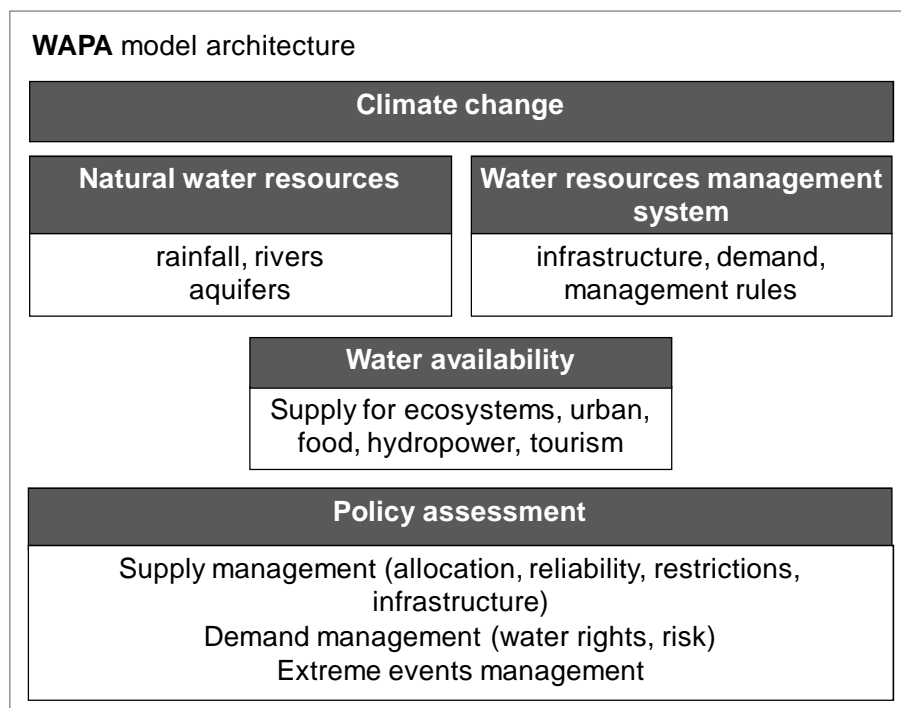 WAPA model architecture
Climate change
Natural water resources
rainfall, rivers
aquifers
Water resources management
system
infrastructure, demand,
management rules
Water availability
Supply for ecosystems, urban,
food, hydropower, tourism
Policy assessment
Supply management (allocation, reliability, restrictions,
infrastructure)
Demand management (water rights, risk)
Extreme events management